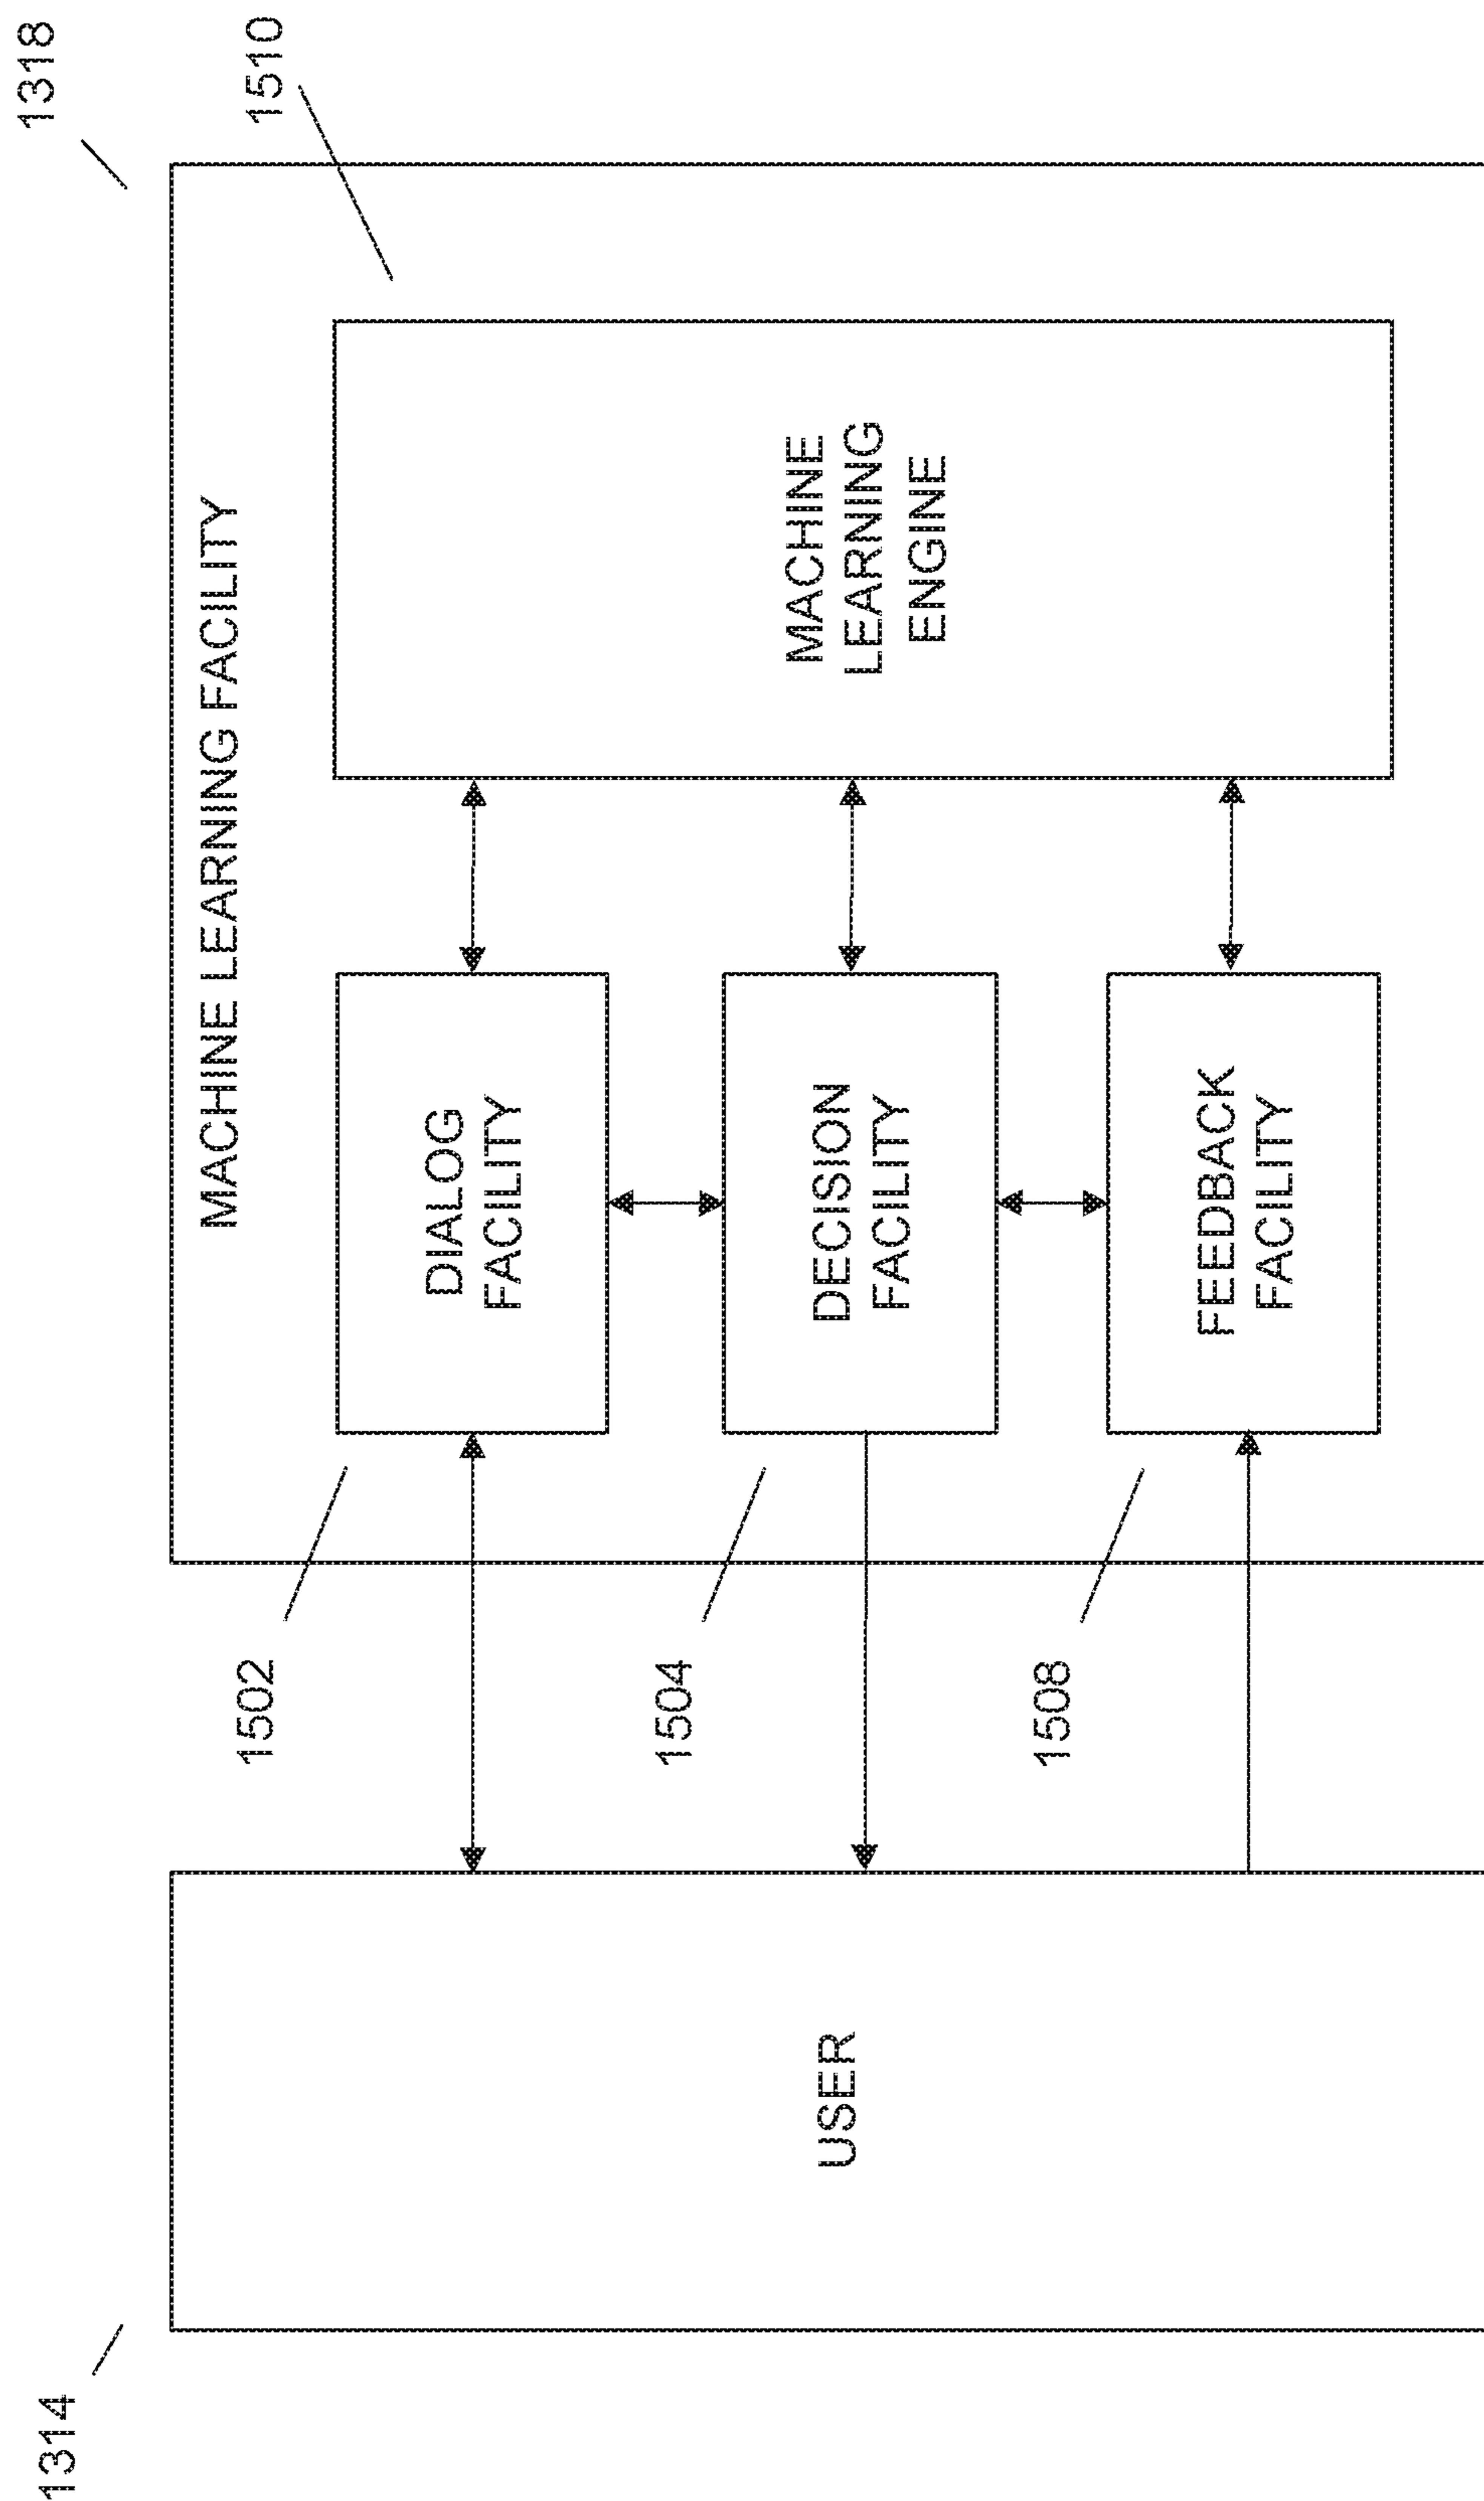 1318
1510
MACHINE LEARNING FACILITY
MACHINE
LEARNING
ENGINE
DIALOG
FACILITY
DECISION
FACILITY
FEEDBACK
FACILITY
1502
1504
1508
USER
1314